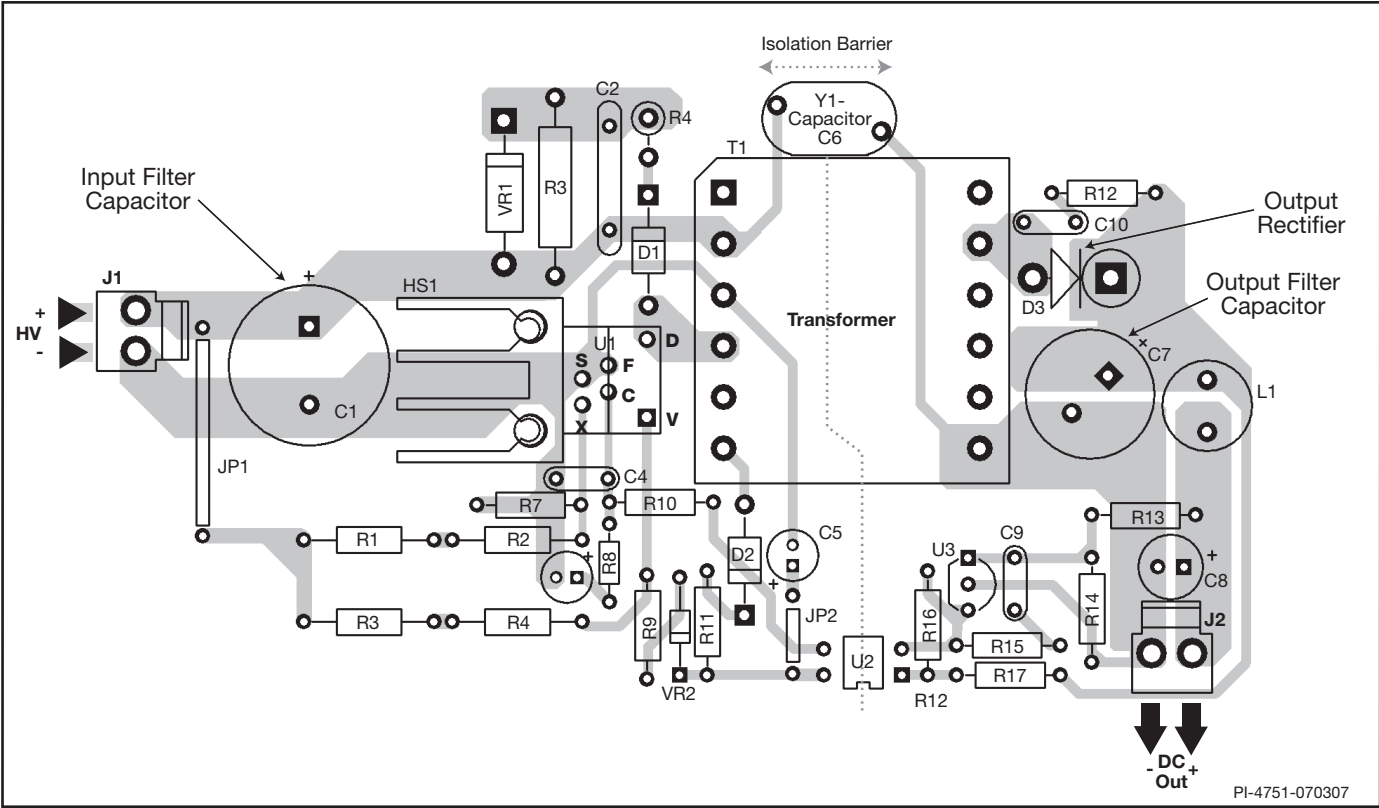 Isolation Barrier
Y1-
Capacitor
C6
C2
R4
T1
Input Filter
Capacitor
VR1
R3
R12
C10
Output
Rectifier
D1
J1
+
HS1
D3
Output Filter
Capacitor
+
HV
-
Transformer
U1
D
S
F
+
C7
C
C1
X
V
L1
JP1
C4
R7
R10
R13
R1
R2
+
R8
D2
C5
+
U3
C9
+
C8
R3
R4
R9
R11
JP2
R16
R14
J2
U2
R15
R17
VR2
R12
- DC +
Out
PI-4751-070307